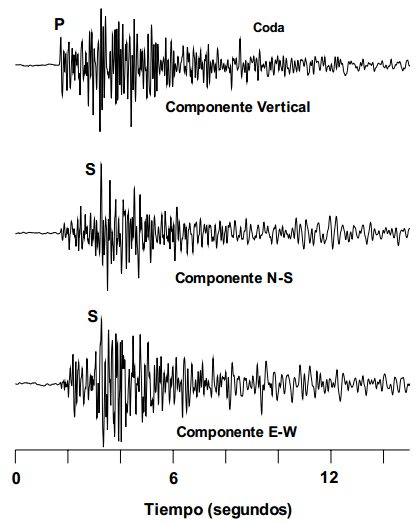 P
Coda
Componente Vertical
S
Componente N-S
S
Componente E-W
0 6 12
Tiempo (segundos)